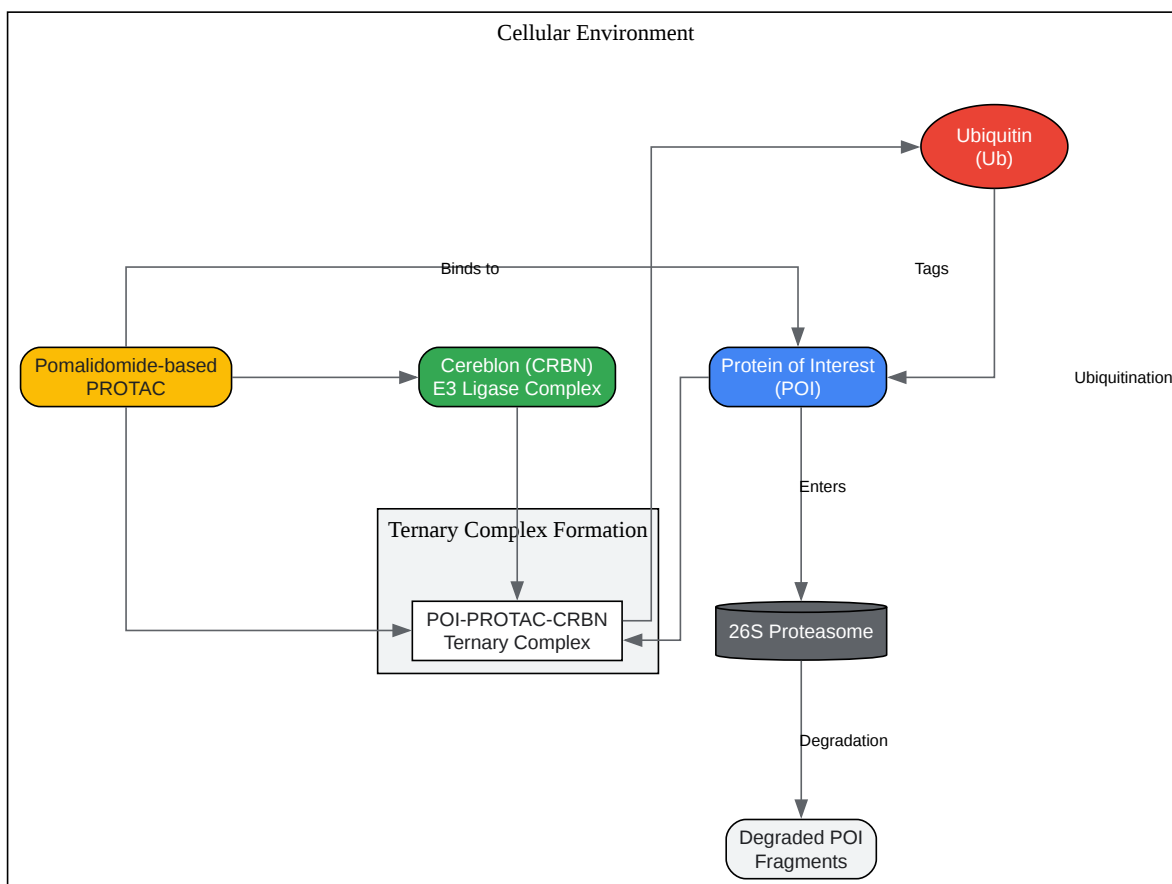 Cellular Environment
Ubiquitin
(Ub)
Binds to
Tags
Pomalidomide-based
PROTAC
Cereblon (CRBN)
E3 Ligase Complex
Protein of Interest
(POI)
Ubiquitination
Enters
Ternary Complex Formation
POI-PROTAC-CRBN
Ternary Complex
26S Proteasome
Degradation
Degraded POI
Fragments